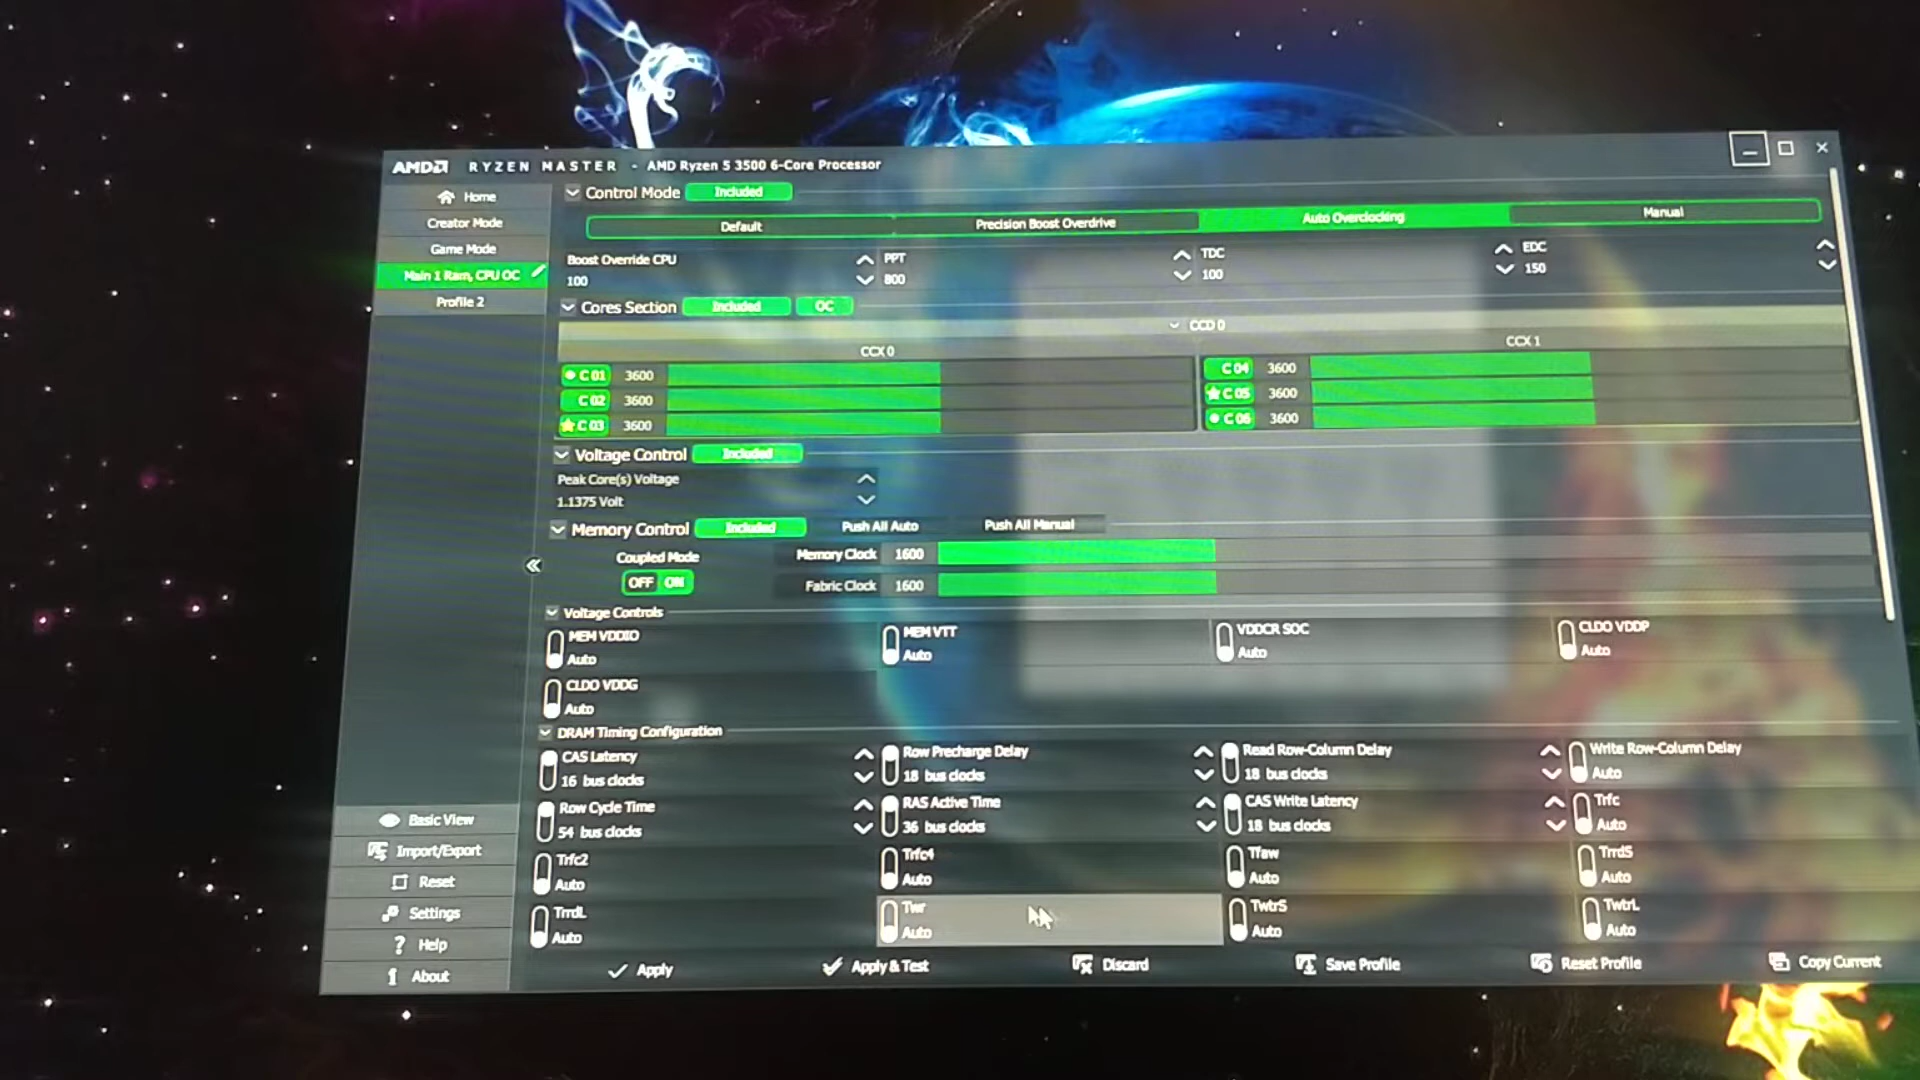 AMD RYZEN MASTER - AMD Ryzen 5 3500 6-Core Processor
Home
Creator Mode
Game Mode
Main 1 Ram, CPU OC
Profile 2
Control Mode Included
Default Precision Boost Overdrive Auto Overclocking Manual
Boost Override CPU PPT TDC EDC
100 800 100 150
Cores Section Included OC
CCD 0
CCX 0 CCX 1
C 01 3600 C 04 3600
C 02 3600 C 05 3600
C 03 3600 C 06 3600
Voltage Control Included
Peak Core(s) Voltage
1.1375 Volt
Memory Control Included Push All Auto Push All Manual
Coupled Mode Memory Clock 1600
OFF ON Fabric Clock 1600
Voltage Controls
MEM VDDIO MEM VTT VDDCR SOC CLDO VDDP
Auto Auto Auto Auto
CLDO VDDG
Auto
DRAM Timing Configuration
CAS Latency Row Precharge Delay Read Row-Column Delay Write Row-Column Delay
16 bus clocks 18 bus clocks 18 bus clocks Auto
Row Cycle Time RAS Active Time CAS Write Latency Trfc
54 bus clocks 36 bus clocks 18 bus clocks Auto
Trfc2 Trfc4 Tfaw TrrdS
Auto Auto Auto Auto
TrrdL Twr TwtrS TwtrL
Auto Auto Auto Auto
Basic View
Import/Export
Reset
Settings
? Help
i About
Apply Apply & Test Discard Save Profile Reset Profile Copy Current